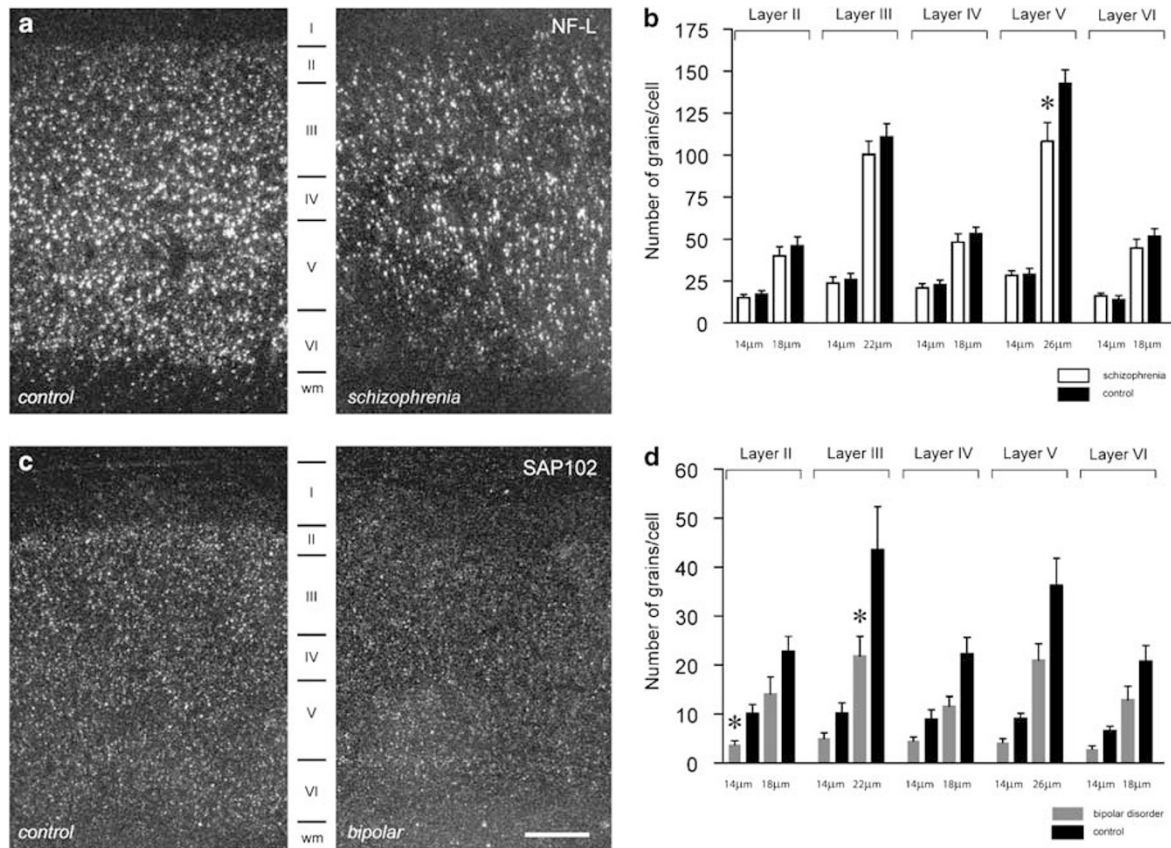 a
NF-L
control
schizophrenia
I
II
III
IV
V
VI
wm
b
Layer II Layer III Layer IV Layer V Layer VI
Number of grains/cell
175
150
125
100
75
50
25
0
*
14μm 18μm 14μm 22μm 14μm 18μm 14μm 26μm 14μm 18μm
schizophrenia
control
c
SAP102
control
bipolar
I
II
III
IV
V
VI
wm
d
Layer II Layer III Layer IV Layer V Layer VI
Number of grains/cell
60
50
40
30
20
10
0
*
*
14μm 18μm 14μm 22μm 14μm 18μm 14μm 26μm 14μm 18μm
bipolar disorder
control